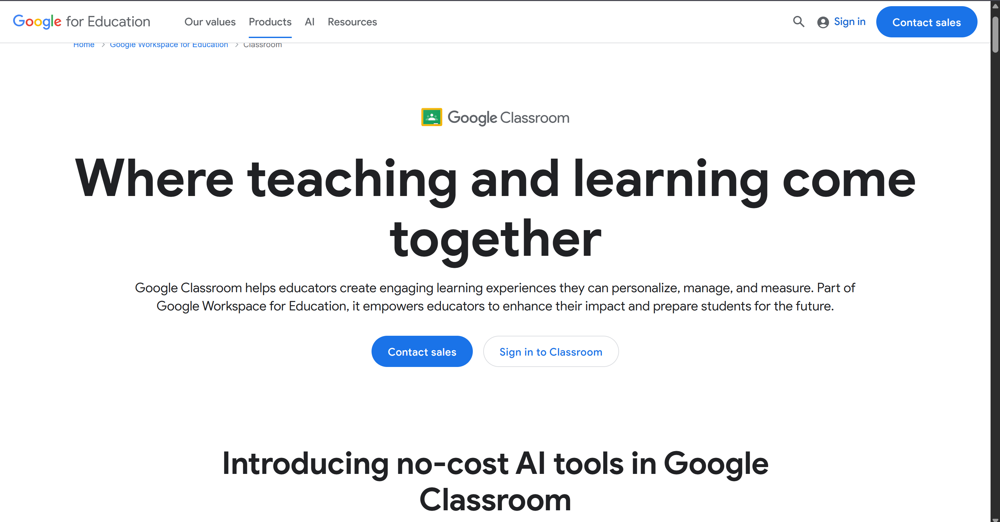 Google for Education Our values Products AI Resources Sign in Contact sales
Home > Google Workspace for Education > Classroom
Google Classroom
Where teaching and learning come
together
Google Classroom helps educators create engaging learning experiences they can personalize, manage, and measure. Part of
Google Workspace for Education, it empowers educators to enhance their impact and prepare students for the future.
Contact sales Sign in to Classroom
Introducing no-cost AI tools in Google
Classroom